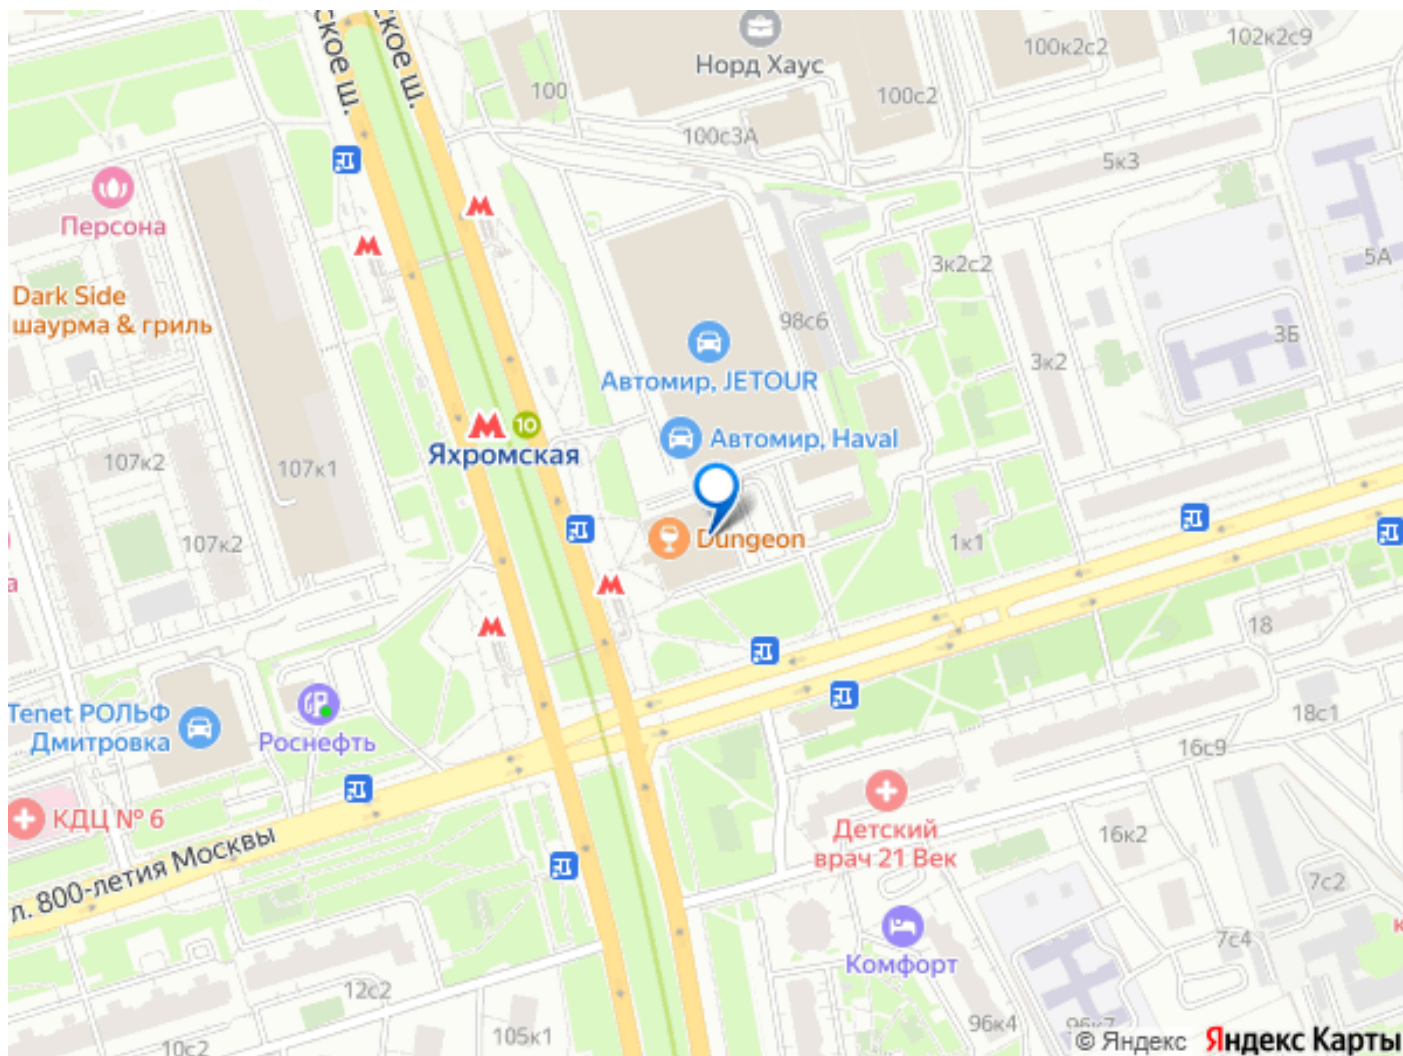 ское ш.
ское ш.
Норд Хаус
100к2с2
102к2с9
100
100с2
100с3А
5к3
Персона
3к2с2
5А
Dark Side
шаурма & гриль
98с6
3Б
Автомир, JETOUR
3к2
10
Автомир, Haval
Яхромская
107к2
107к1
107к2
Dungeon
1к1
а
18
Tenet РОЛЬФ
Дмитровка
Роснефть
18с1
16с9
КДЦ № 6
Детский
врач 21 Век
16к2
л. 800-летия Москвы
7с2
к
7с4
Комфорт
12с2
96к4
96к7
105к1
10с2
© Яндекс Яндекс Карты